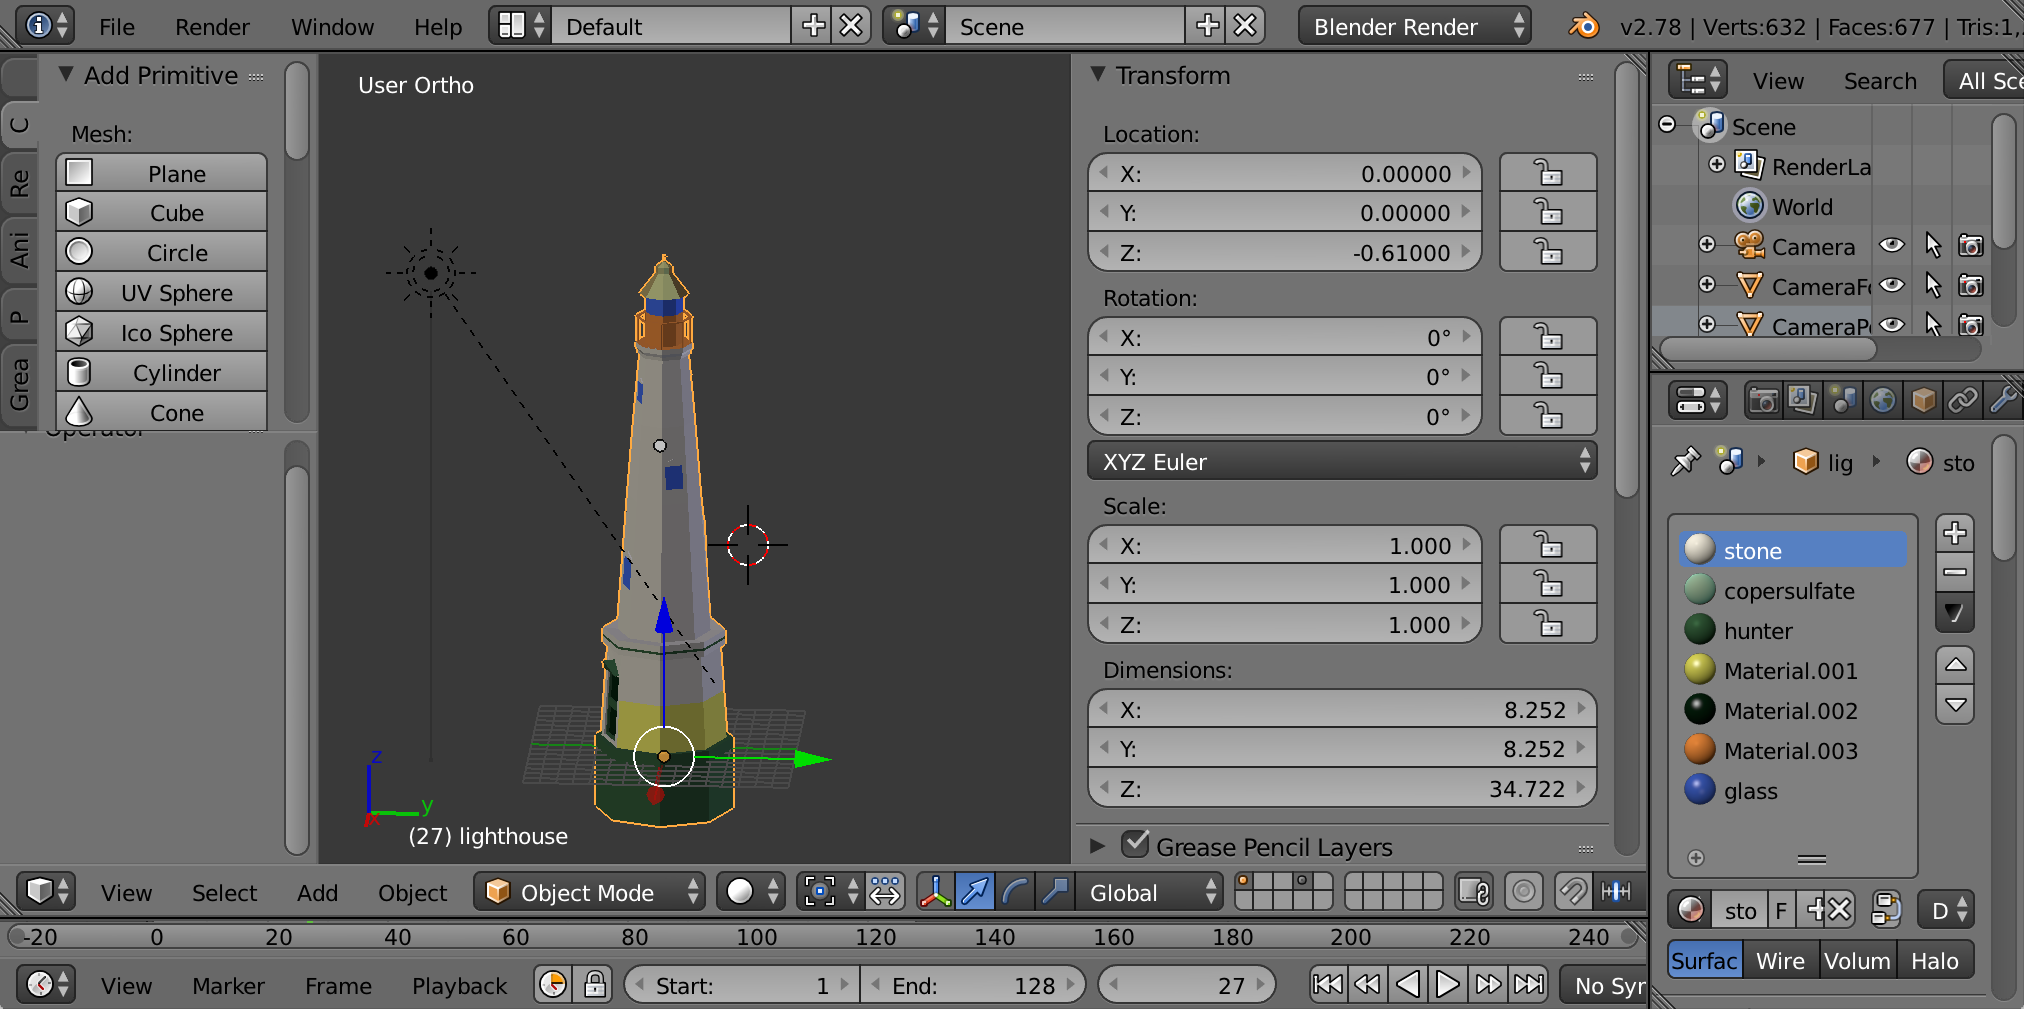 File Render Window Help Default Scene Blender Render v2.78 | Verts:632 | Faces:677 | Tris:1,
Add Primitive
Mesh:
Plane
Cube
Circle
UV Sphere
Ico Sphere
Cylinder
Cone
C
Re
Ani
P
Grea
Operator
User Ortho
z
y
x
(27) lighthouse
Transform
Location:
X: 0.00000
Y: 0.00000
Z: -0.61000
Rotation:
X: 0°
Y: 0°
Z: 0°
XYZ Euler
Scale:
X: 1.000
Y: 1.000
Z: 1.000
Dimensions:
X: 8.252
Y: 8.252
Z: 34.722
Grease Pencil Layers
View Search All Sce
Scene
RenderLa
World
Camera
CameraFo
CameraPo
lig sto
stone
copersulfate
hunter
Material.001
Material.002
Material.003
glass
sto F D
Surfac Wire Volum Halo
View Select Add Object Object Mode Global
-20 0 20 40 60 80 100 120 140 160 180 200 220 240
View Marker Frame Playback Start: 1 End: 128 27 No Syn